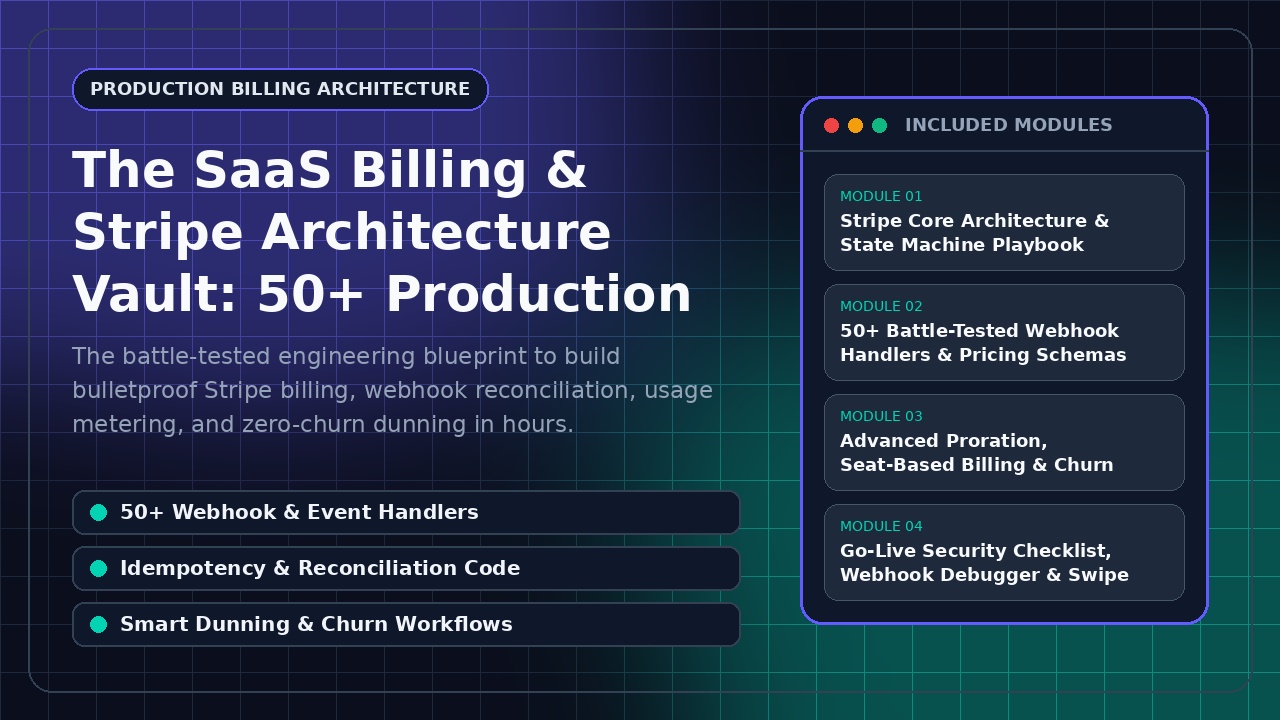 PRODUCTION BILLING ARCHITECTURE
The SaaS Billing &
Stripe Architecture
Vault: 50+ Production
The battle-tested engineering blueprint to build
bulletproof Stripe billing, webhook reconciliation, usage
metering, and zero-churn dunning in hours.
50+ Webhook & Event Handlers
Idempotency & Reconciliation Code
Smart Dunning & Churn Workflows
INCLUDED MODULES
MODULE 01
Stripe Core Architecture &
State Machine Playbook
MODULE 02
50+ Battle-Tested Webhook
Handlers & Pricing Schemas
MODULE 03
Advanced Proration,
Seat-Based Billing & Churn
MODULE 04
Go-Live Security Checklist,
Webhook Debugger & Swipe